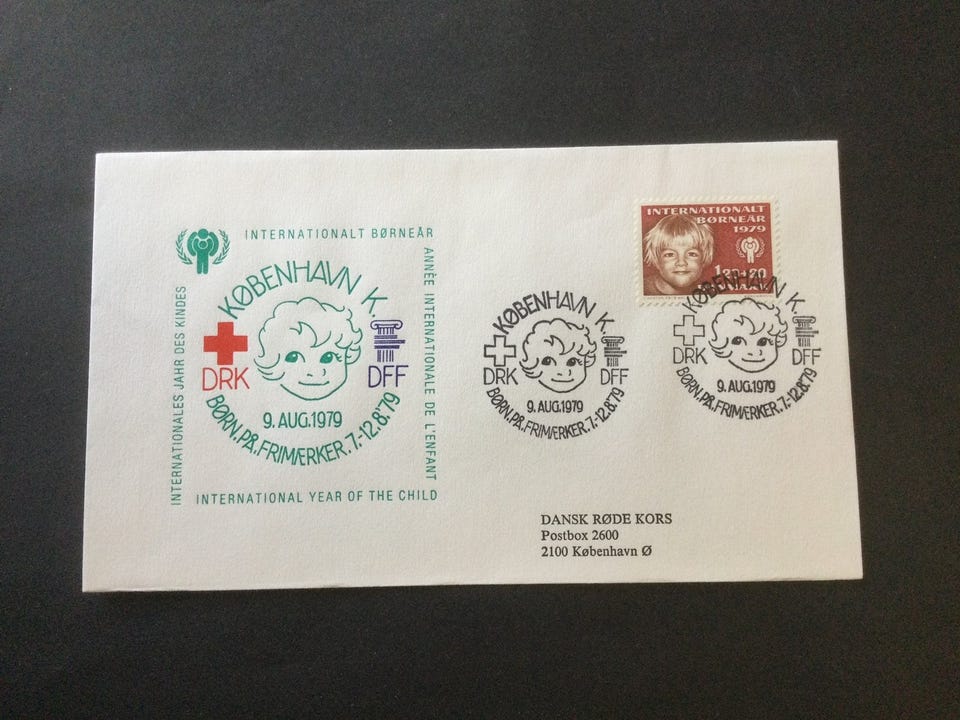 INTERNATIONALT BØRNEÅR
ANNÉE INTERNATIONALE DE L'ENFANT
INTERNATIONAL YEAR OF THE CHILD
INTERNATIONALES JAHR DES KINDES
KØBENHAVN K.
DRK
DFF
9. AUG.1979
BØRN.PÅ.FRIMÆRKER.7.-12.8.'79
KØBENHAVN K.
DRK
DFF
9. AUG.1979
BØRN.PÅ.FRIMÆRKER.7.-12.8.'79
INTERNATIONALT
BØRNEÅR
1979
KØBENHAVN K.
DRK
DFF
9. AUG.1979
BØRN.PÅ.FRIMÆRKER.7.-12.8.'79
DANSK RØDE KORS
Postbox 2600
2100 København Ø